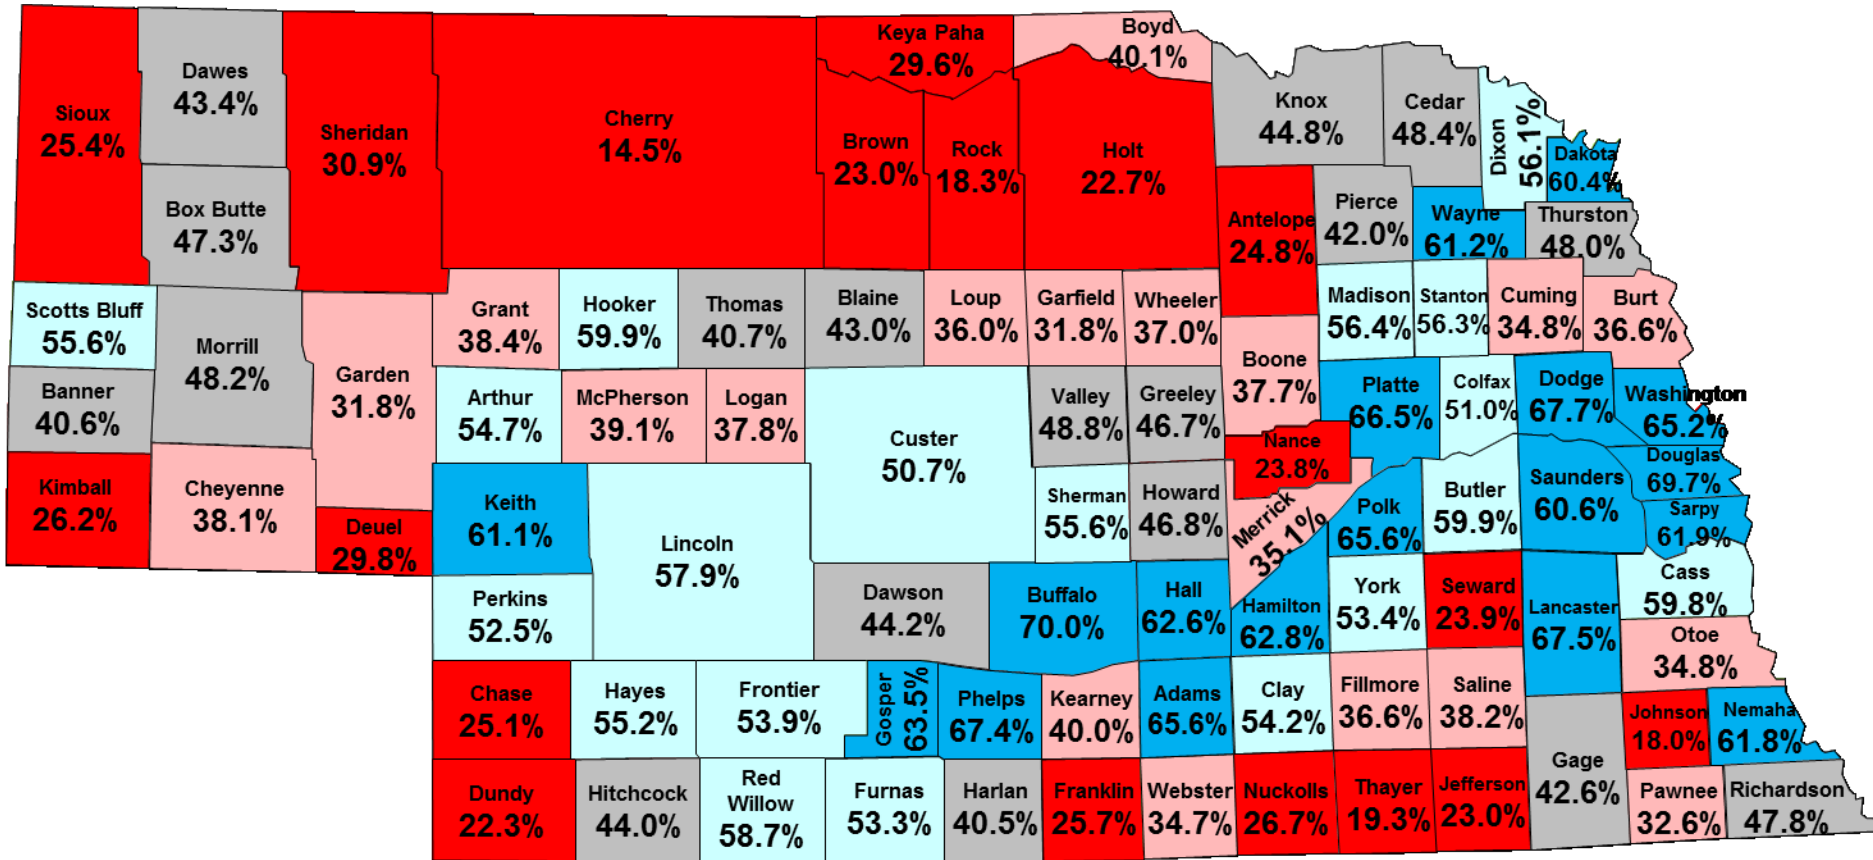 Sioux
25.4%
Dawes
43.4%
Sheridan
30.9%
Cherry
14.5%
Keya Paha
29.6%
Boyd
40.1%
Brown
23.0%
Rock
18.3%
Holt
22.7%
Knox
44.8%
Cedar
48.4%
Dixon
56.1%
Dakota
60.4%
Box Butte
47.3%
Antelope
24.8%
Pierce
42.0%
Wayne
61.2%
Thurston
48.0%
Scotts Bluff
55.6%
Morrill
48.2%
Garden
31.8%
Grant
38.4%
Hooker
59.9%
Thomas
40.7%
Blaine
43.0%
Loup
36.0%
Garfield
31.8%
Wheeler
37.0%
Boone
37.7%
Madison
56.4%
Stanton
56.3%
Cuming
34.8%
Burt
36.6%
Banner
40.6%
Arthur
54.7%
McPherson
39.1%
Logan
37.8%
Custer
50.7%
Valley
48.8%
Greeley
46.7%
Nance
23.8%
Platte
66.5%
Colfax
51.0%
Dodge
67.7%
Washington
65.2%
Kimball
26.2%
Cheyenne
38.1%
Deuel
29.8%
Keith
61.1%
Lincoln
57.9%
Sherman
55.6%
Howard
46.8%
Merrick
35.1%
Polk
65.6%
Butler
59.9%
Saunders
60.6%
Douglas
69.7%
Sarpy
61.9%
Perkins
52.5%
Dawson
44.2%
Buffalo
70.0%
Hall
62.6%
Hamilton
62.8%
York
53.4%
Seward
23.9%
Lancaster
67.5%
Cass
59.8%
Otoe
34.8%
Chase
25.1%
Hayes
55.2%
Frontier
53.9%
Gosper
63.5%
Phelps
67.4%
Kearney
40.0%
Adams
65.6%
Clay
54.2%
Fillmore
36.6%
Saline
38.2%
Gage
42.6%
Johnson
18.0%
Nemaha
61.8%
Dundy
22.3%
Hitchcock
44.0%
Red
Willow
58.7%
Furnas
53.3%
Harlan
40.5%
Franklin
25.7%
Webster
34.7%
Nuckolls
26.7%
Thayer
19.3%
Jefferson
23.0%
Pawnee
32.6%
Richardson
47.8%